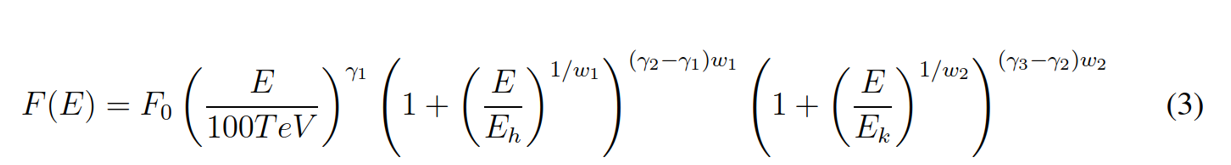 F(E) = F_0 \left( \frac{E}{100TeV} \right)^{\gamma_1} \left( 1 + \left( \frac{E}{E_h} \right)^{1/w_1} \right)^{(\gamma_2 - \gamma_1)w_1} \left( 1 + \left( \frac{E}{E_k} \right)^{1/w_2} \right)^{(\gamma_3 - \gamma_2)w_2} (3)